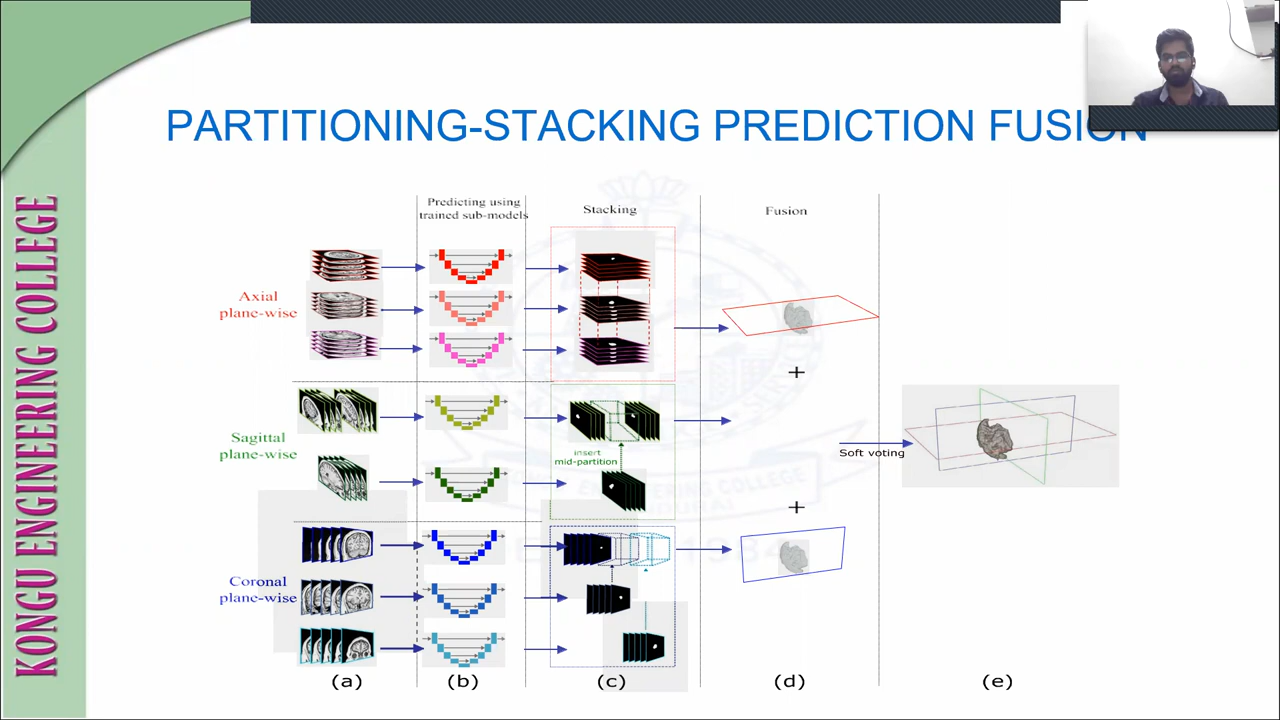 PARTITIONING-STACKING PREDICTION FUSION
KONGU ENGINEERING COLLEGE
Predicting using
trained sub-models
Stacking
Fusion
Axial
plane-wise
Sagittal
plane-wise
insert
mid-partition
Soft voting
Coronal
plane-wise
+
+
(a)
(b)
(c)
(d)
(e)